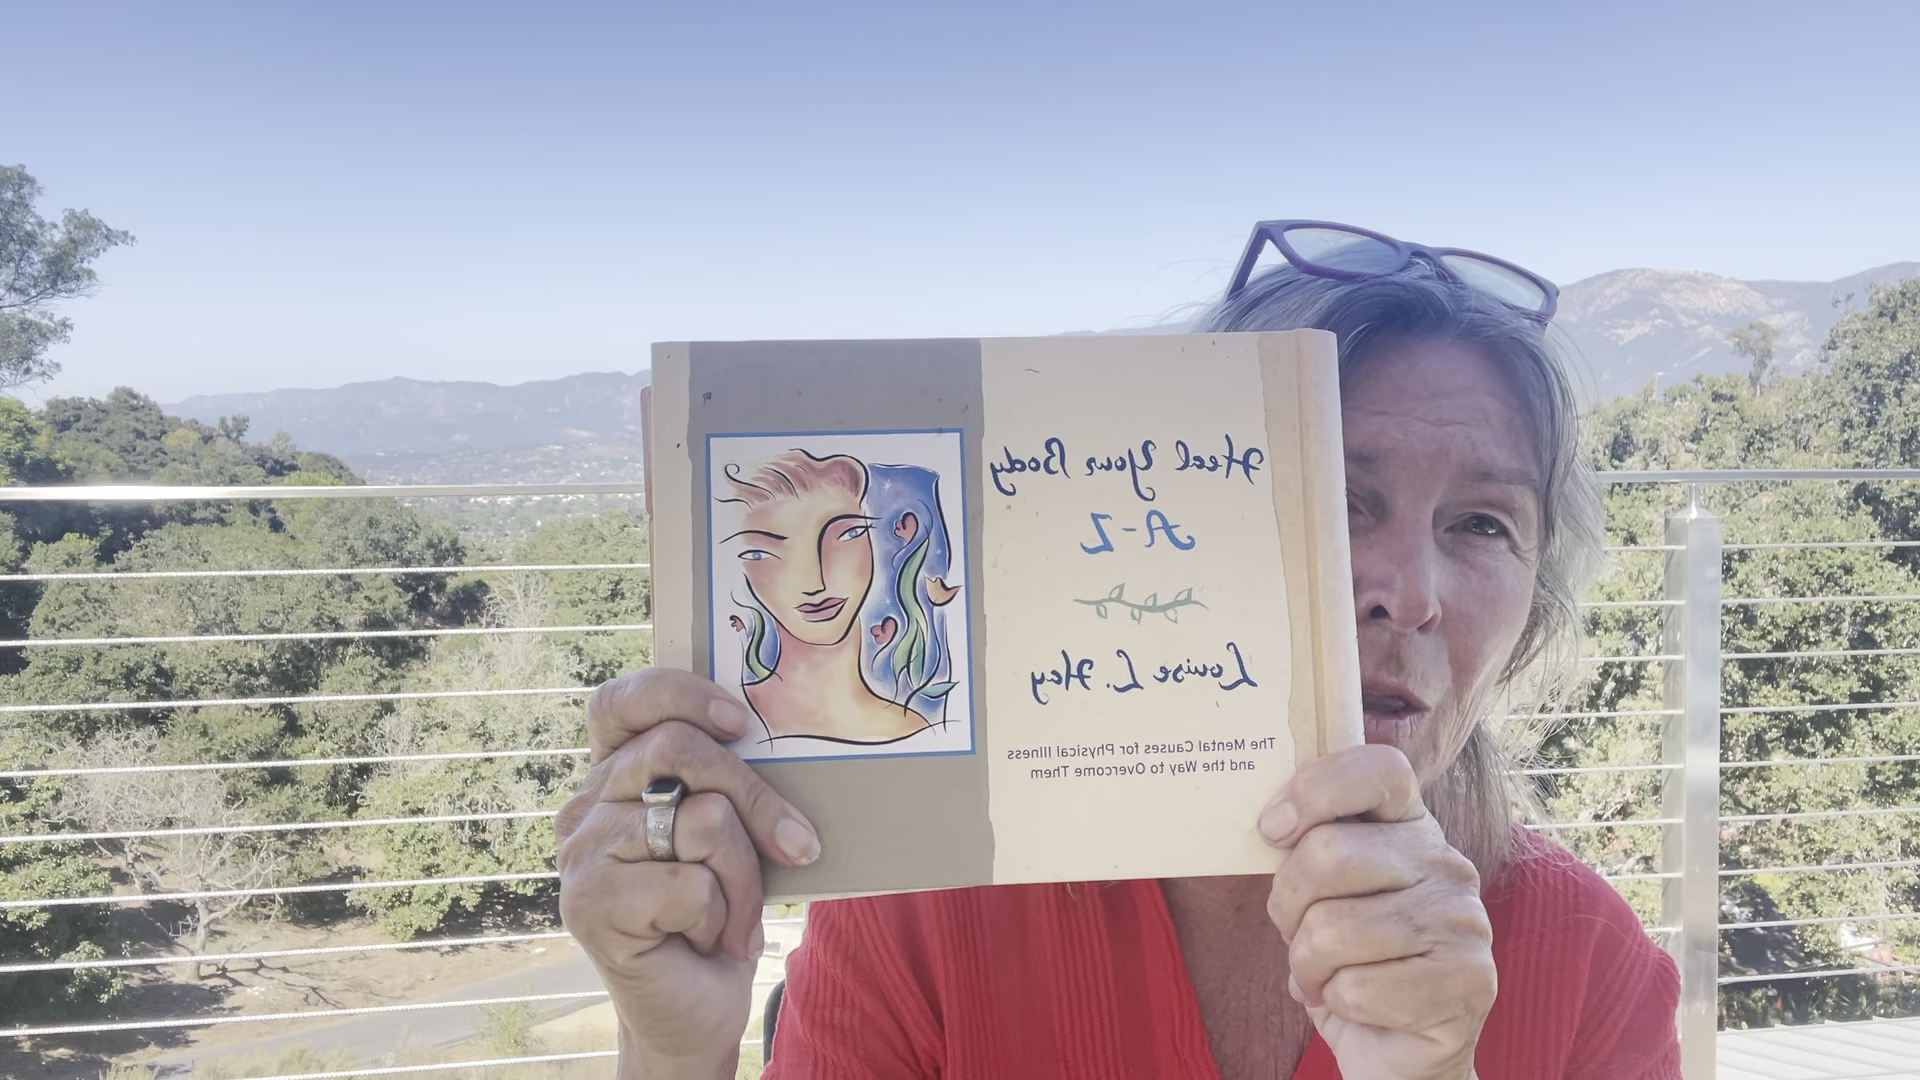 Heal Your Body
A-Z
Louise L. Hay
The Mental Causes for Physical Illness
and the Way to Overcome Them